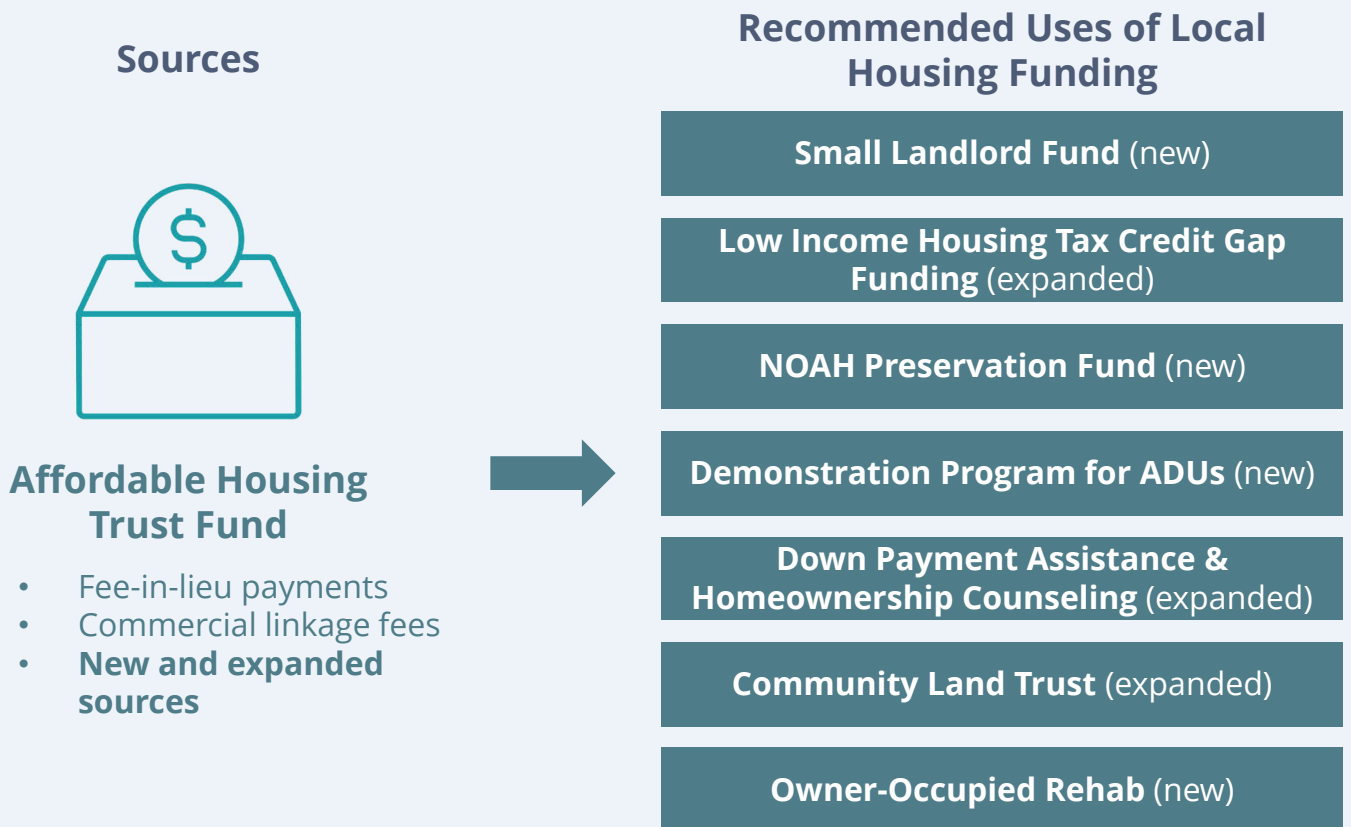 Sources
$
Affordable Housing
Trust Fund
• Fee-in-lieu payments
• Commercial linkage fees
• New and expanded
sources
Recommended Uses of Local
Housing Funding
Small Landlord Fund (new)
Low Income Housing Tax Credit Gap
Funding (expanded)
NOAH Preservation Fund (new)
Demonstration Program for ADUs (new)
Down Payment Assistance &
Homeownership Counseling (expanded)
Community Land Trust (expanded)
Owner-Occupied Rehab (new)